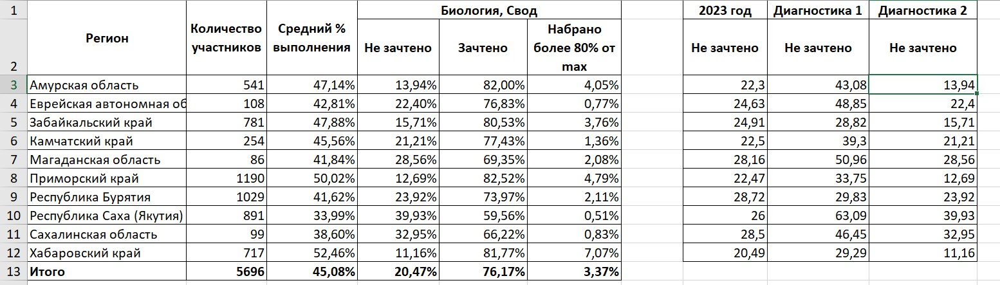 1 Биология, Свод 2023 год Диагностика 1 Диагностика 2
2 Регион Количество участников Средний % выполнения Не зачтено Зачтено Набрано более 80% от max Не зачтено Не зачтено Не зачтено
3 Амурская область 541 47,14% 13,94% 82,00% 4,05% 22,3 43,08 13,94
4 Еврейская автономная об 108 42,81% 22,40% 76,83% 0,77% 24,63 48,85 22,4
5 Забайкальский край 781 47,88% 15,71% 80,53% 3,76% 24,91 28,82 15,71
6 Камчатский край 254 45,56% 21,21% 77,43% 1,36% 22,5 39,3 21,21
7 Магаданская область 86 41,84% 28,56% 69,35% 2,08% 28,16 50,96 28,56
8 Приморский край 1190 50,02% 12,69% 82,52% 4,79% 22,47 33,75 12,69
9 Республика Бурятия 1029 41,62% 23,92% 73,97% 2,11% 28,72 29,83 23,92
10 Республика Саха (Якутия) 891 33,99% 39,93% 59,56% 0,51% 26 63,09 39,93
11 Сахалинская область 99 38,60% 32,95% 66,22% 0,83% 28,5 46,45 32,95
12 Хабаровский край 717 52,46% 11,16% 81,77% 7,07% 20,49 29,29 11,16
13 Итого 5696 45,08% 20,47% 76,17% 3,37%